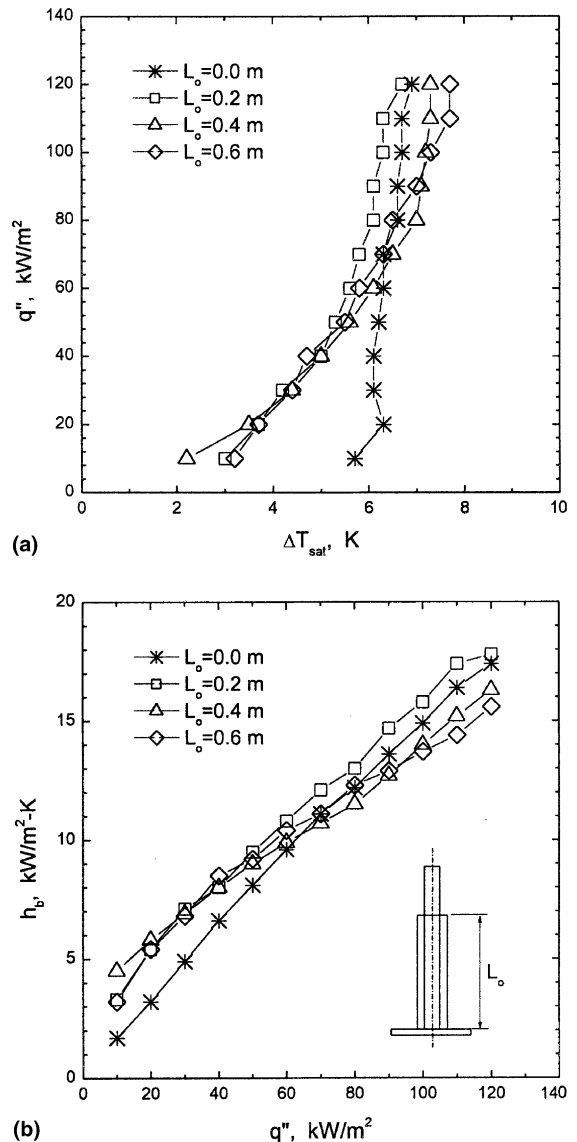 140
120
100
80
60
40
20
0
q", kW/m²
Lₒ=0.0 m
Lₒ=0.2 m
Lₒ=0.4 m
Lₒ=0.6 m
0 2 4 6 8 10
(a)
ΔT_sat, K
20
15
10
5
0
h_b, kW/m²-K
Lₒ=0.0 m
Lₒ=0.2 m
Lₒ=0.4 m
Lₒ=0.6 m
Lₒ
0 20 40 60 80 100 120 140
(b)
q", kW/m²